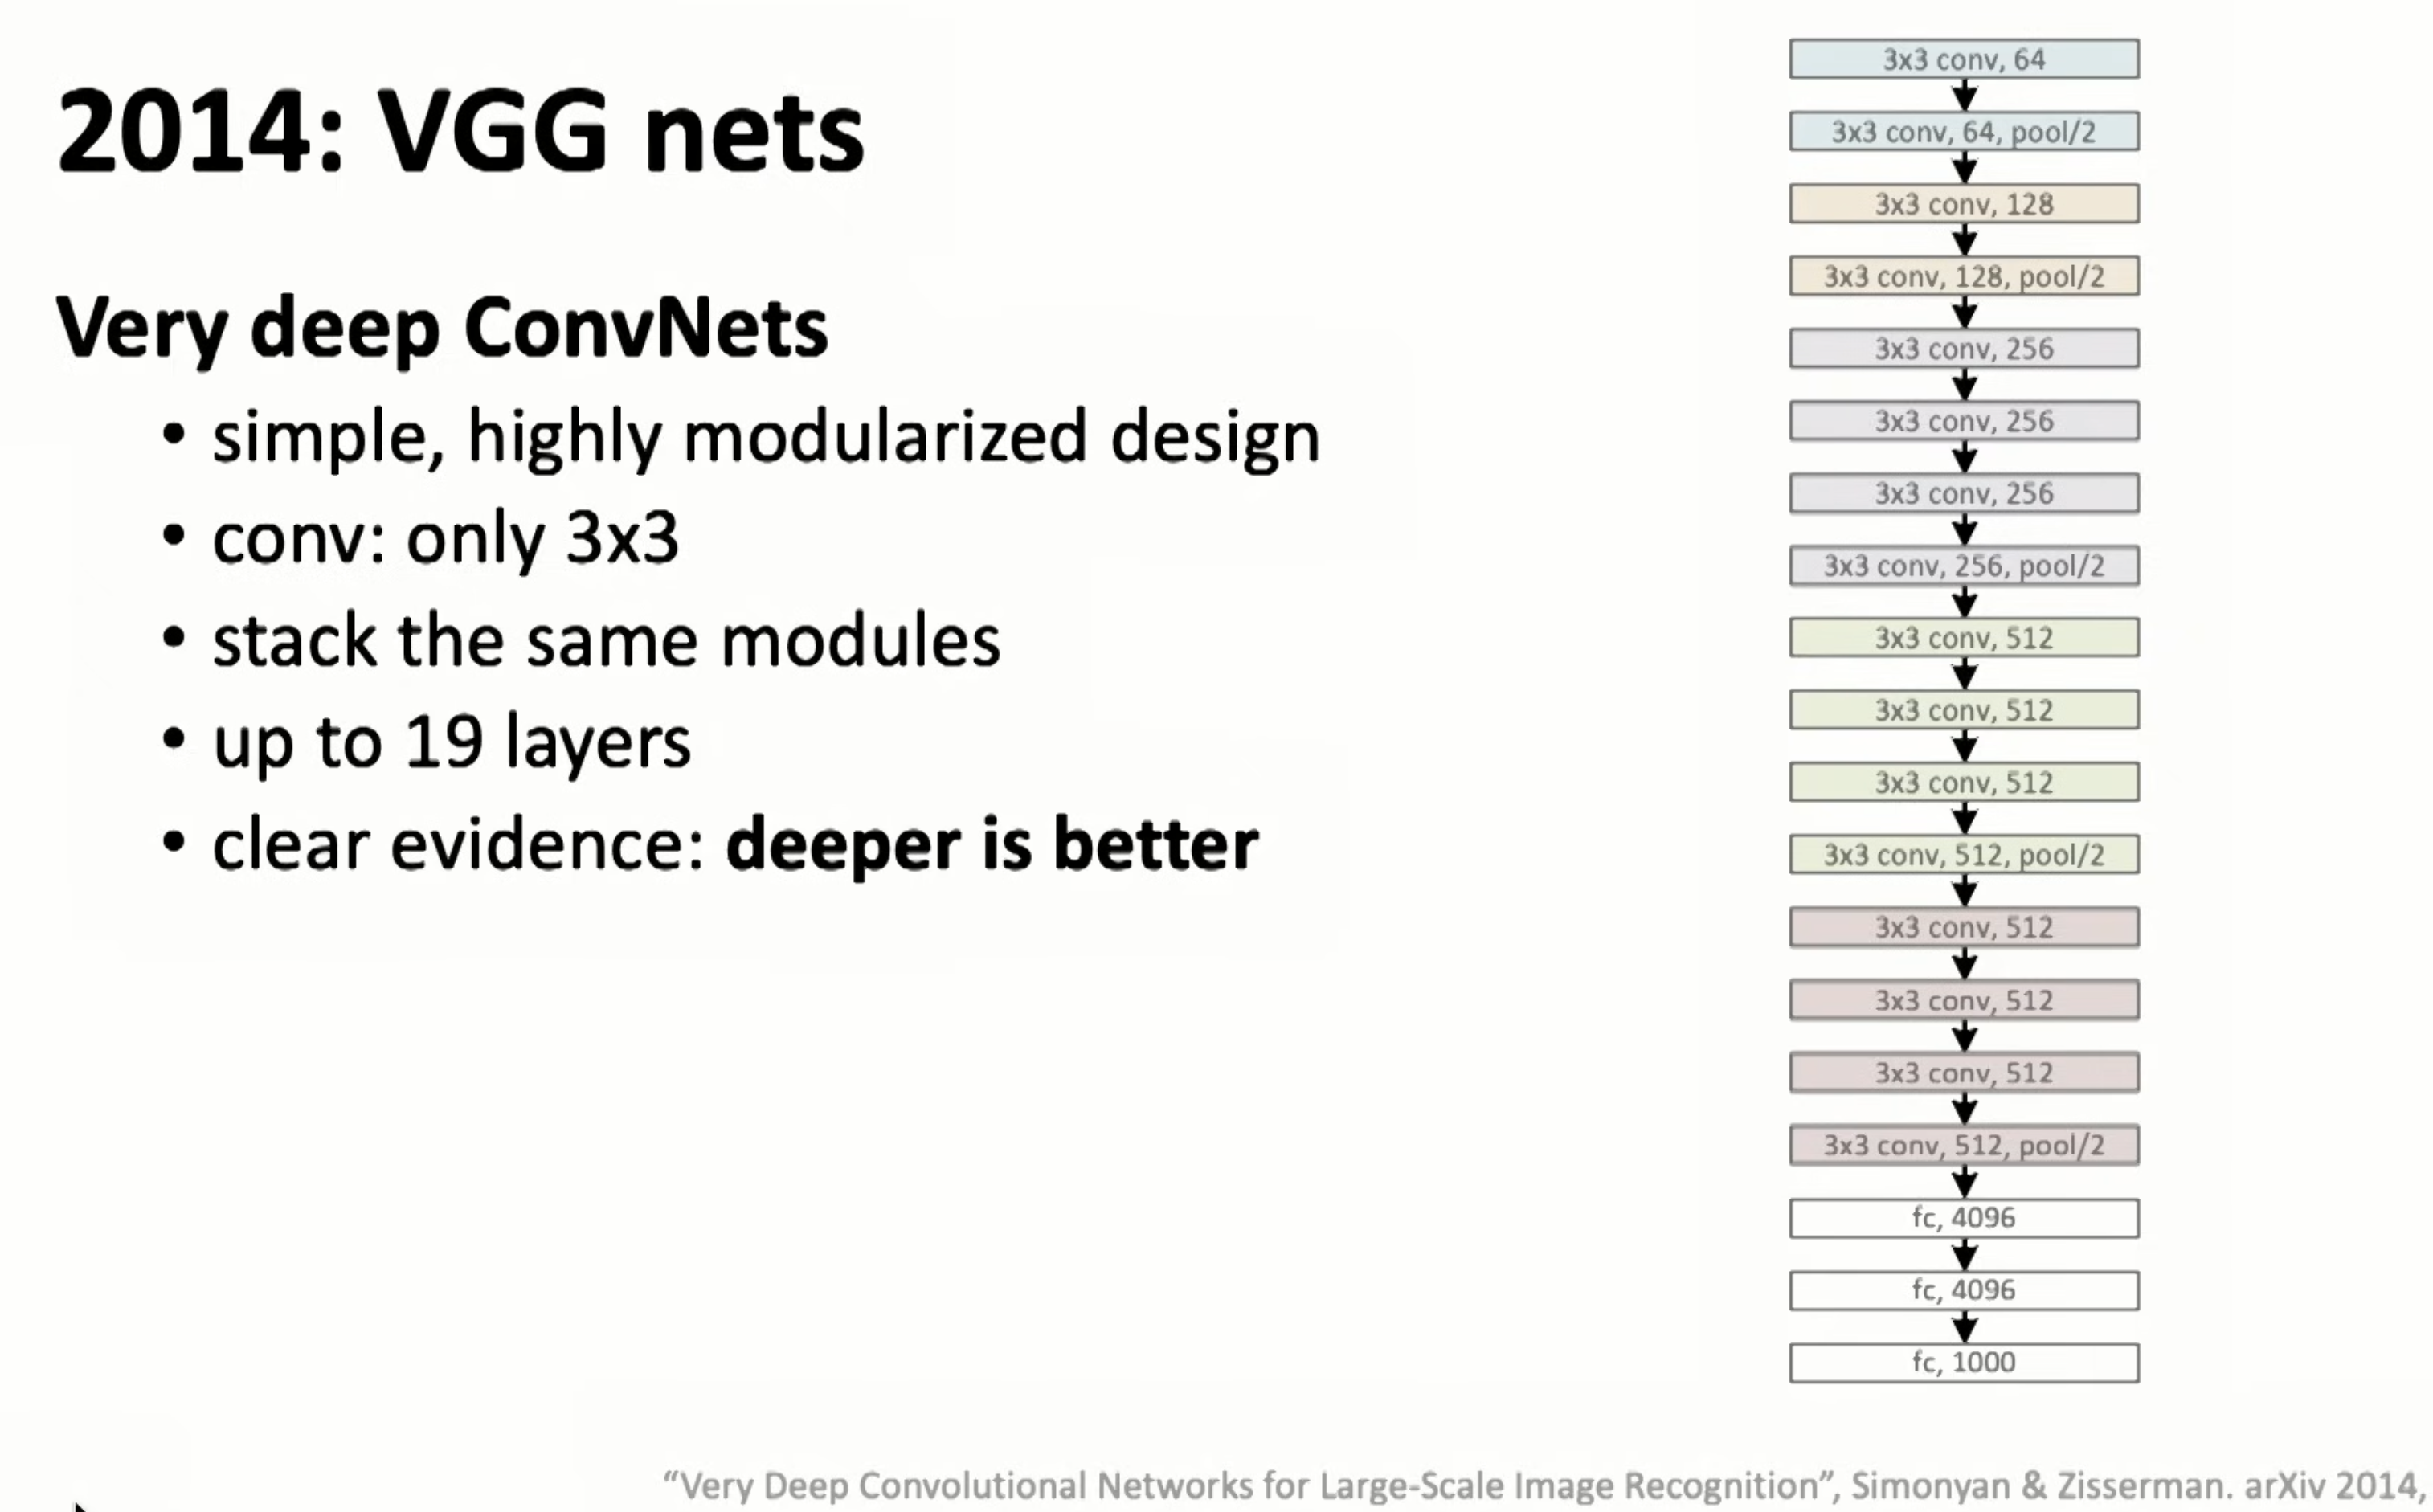 2014: VGG nets
Very deep ConvNets
• simple, highly modularized design
• conv: only 3x3
• stack the same modules
• up to 19 layers
• clear evidence: deeper is better
3x3 conv, 64
3x3 conv, 64, pool/2
3x3 conv, 128
3x3 conv, 128, pool/2
3x3 conv, 256
3x3 conv, 256
3x3 conv, 256
3x3 conv, 256, pool/2
3x3 conv, 512
3x3 conv, 512
3x3 conv, 512
3x3 conv, 512, pool/2
3x3 conv, 512
3x3 conv, 512
3x3 conv, 512
3x3 conv, 512, pool/2
fc, 4096
fc, 4096
fc, 1000
“Very Deep Convolutional Networks for Large-Scale Image Recognition”, Simonyan & Zisserman. arXiv 2014,